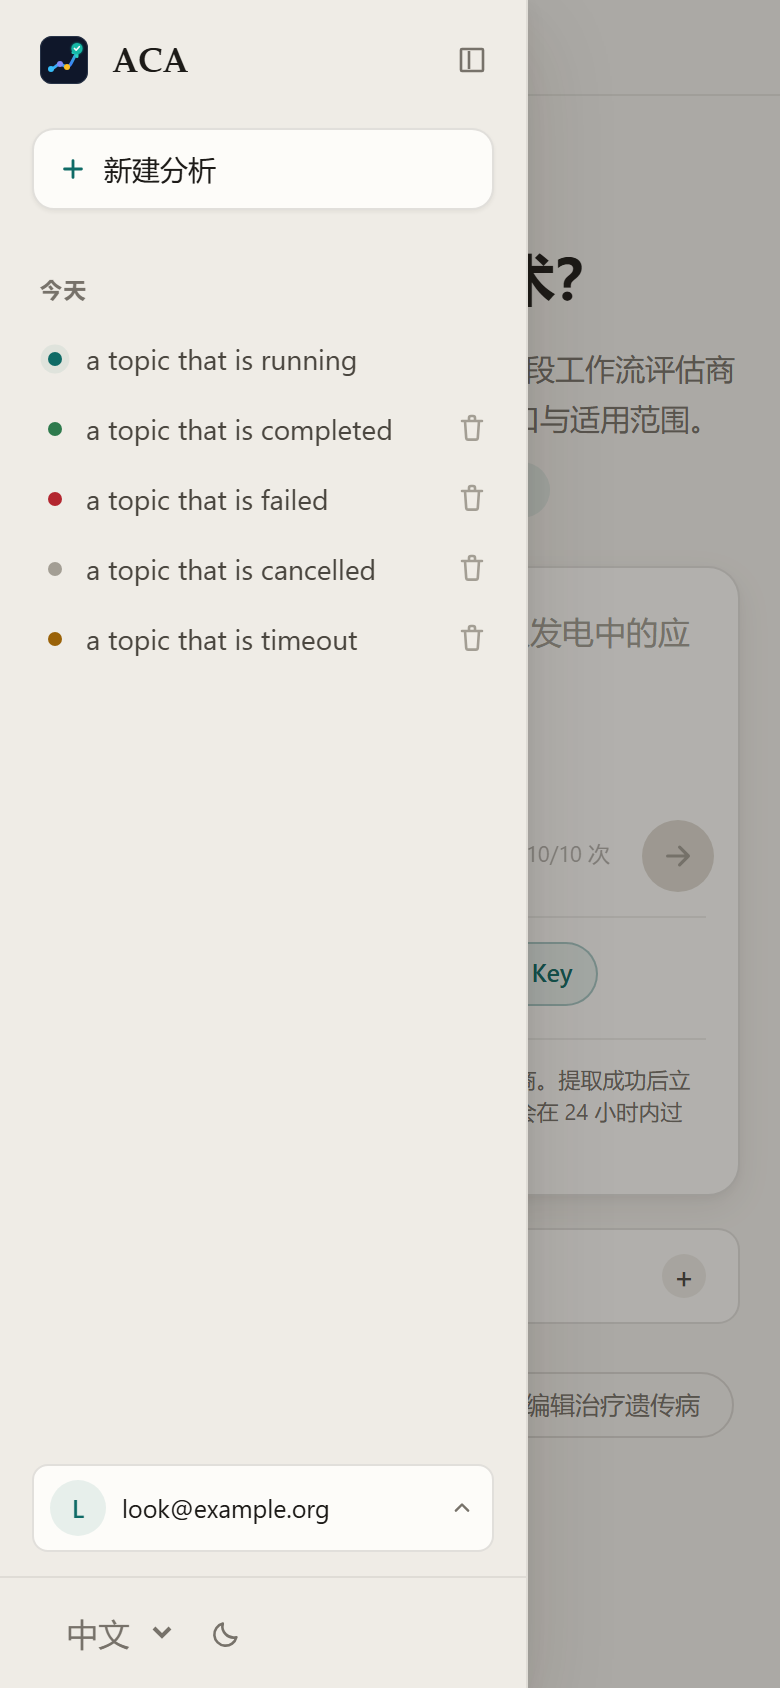 ACA
新建分析
今天
a topic that is running
a topic that is completed
a topic that is failed
a topic that is cancelled
a topic that is timeout
L
look@example.org
中文
术?
段工作流评估商
与适用范围。
发电中的应
10/10 次
Key
。提取成功后立
在 24 小时内过
+
编辑治疗遗传病